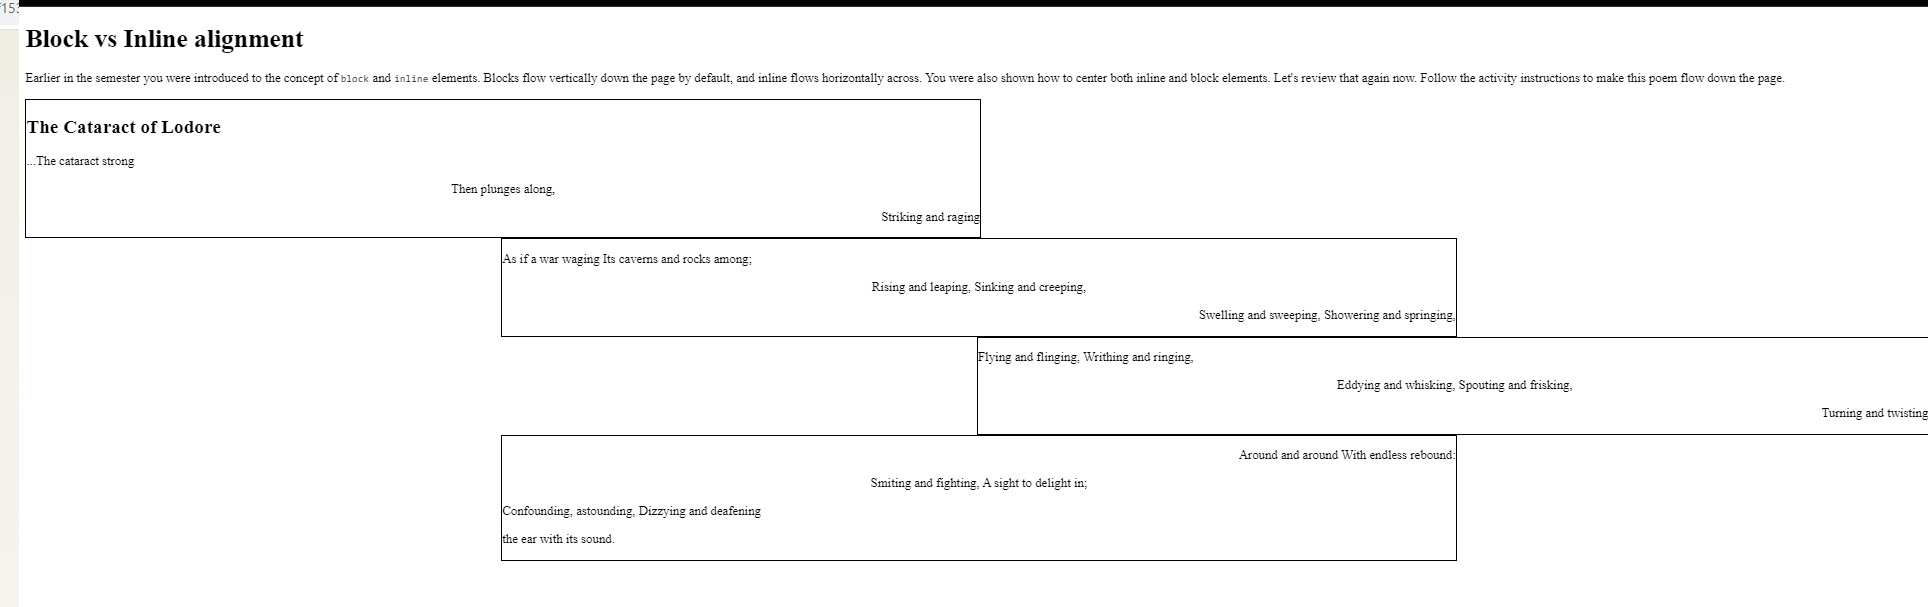 Block vs Inline alignment
Earlier in the semester you were introduced to the concept of block and inline elements. Blocks flow vertically down the page by default, and inline flows horizontally across. You were also shown how to center both inline and block elements. Let's review that again now. Follow the activity instructions to make this poem flow down the page.
The Cataract of Lodore
...The cataract strong
Then plunges along,
Striking and raging
As if a war waging Its caverns and rocks among;
Rising and leaping, Sinking and creeping,
Swelling and sweeping, Showering and springing,
Flying and flinging, Writhing and ringing,
Eddying and whisking, Spouting and frisking,
Turning and twisting
Around and around With endless rebound:
Smiting and fighting, A sight to delight in;
Confounding, astounding, Dizzying and deafening
the ear with its sound.